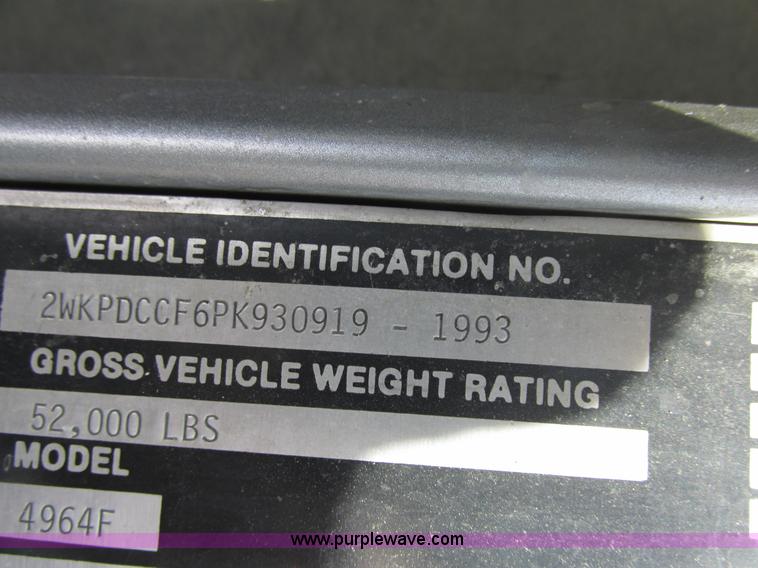 VEHICLE IDENTIFICATION NO.
2WKPDCCF6PK930919 - 1993
GROSS VEHICLE WEIGHT RATING
52,000 LBS
MODEL
4964F
www.purplewave.com